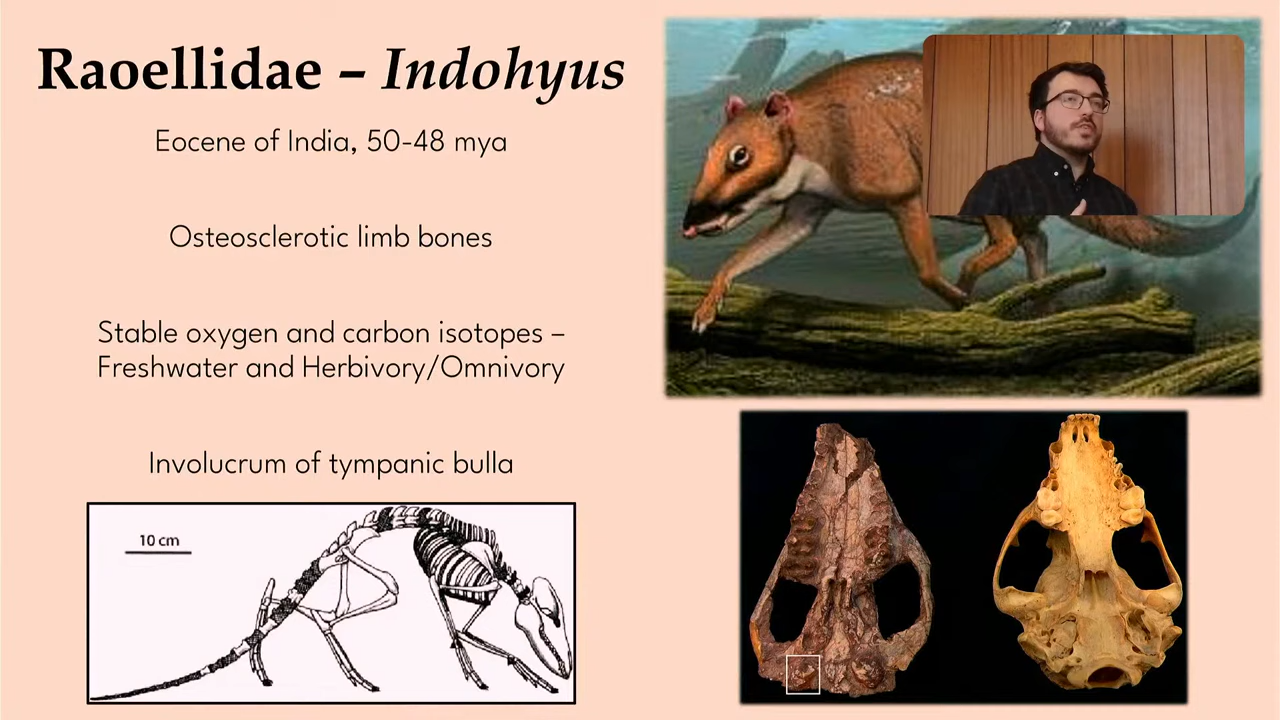 Raoellidae – Indohyus
Eocene of India, 50-48 mya
Osteosclerotic limb bones
Stable oxygen and carbon isotopes –
Freshwater and Herbivory/Omnivory
Involucrum of tympanic bulla
10 cm